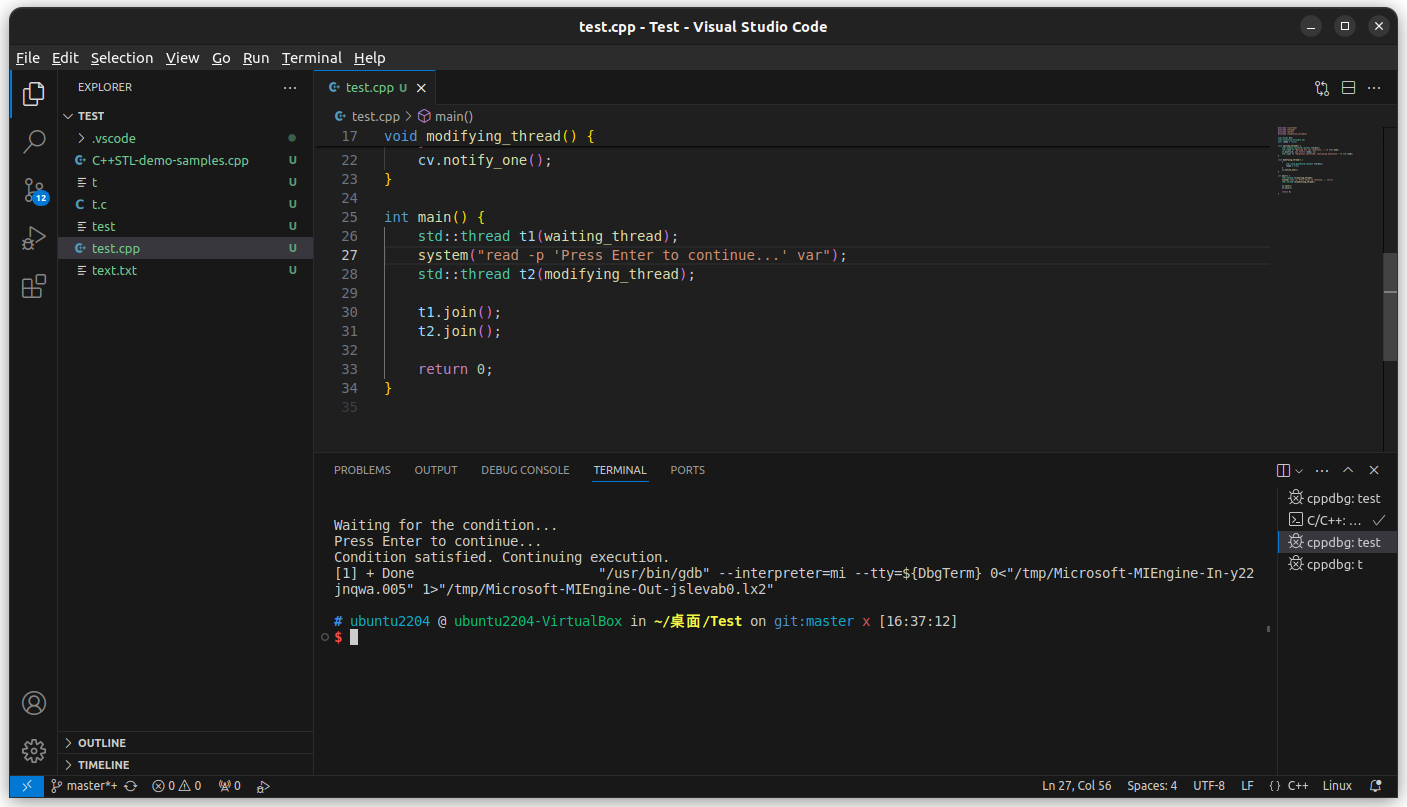 test.cpp - Test - Visual Studio Code
File Edit Selection View Go Run Terminal Help
EXPLORER
TEST
.vscode
C++STL-demo-samples.cpp U
t U
t.c U
test U
test.cpp U
text.txt U
OUTLINE
TIMELINE
12
test.cpp U
test.cpp > main()
17 void modifying_thread() {
22 cv.notify_one();
23 }
24
25 int main() {
26 std::thread t1(waiting_thread);
27 system("read -p 'Press Enter to continue...' var");
28 std::thread t2(modifying_thread);
29
30 t1.join();
31 t2.join();
32
33 return 0;
34 }
35
PROBLEMS OUTPUT DEBUG CONSOLE TERMINAL PORTS
Waiting for the condition...
Press Enter to continue...
Condition satisfied. Continuing execution.
[1] + Done "/usr/bin/gdb" --interpreter=mi --tty=${DbgTerm} 0<"/tmp/Microsoft-MIEngine-In-y22
jnqwa.005" 1>"/tmp/Microsoft-MIEngine-Out-jslevab0.lx2"
# ubuntu2204 @ ubuntu2204-VirtualBox in ~/桌面/Test on git:master x [16:37:12]
$
cppdbg: test
C/C++: ...
cppdbg: test
cppdbg: t
master*+ 0 0 0 Ln 27, Col 56 Spaces: 4 UTF-8 LF {} C++ Linux